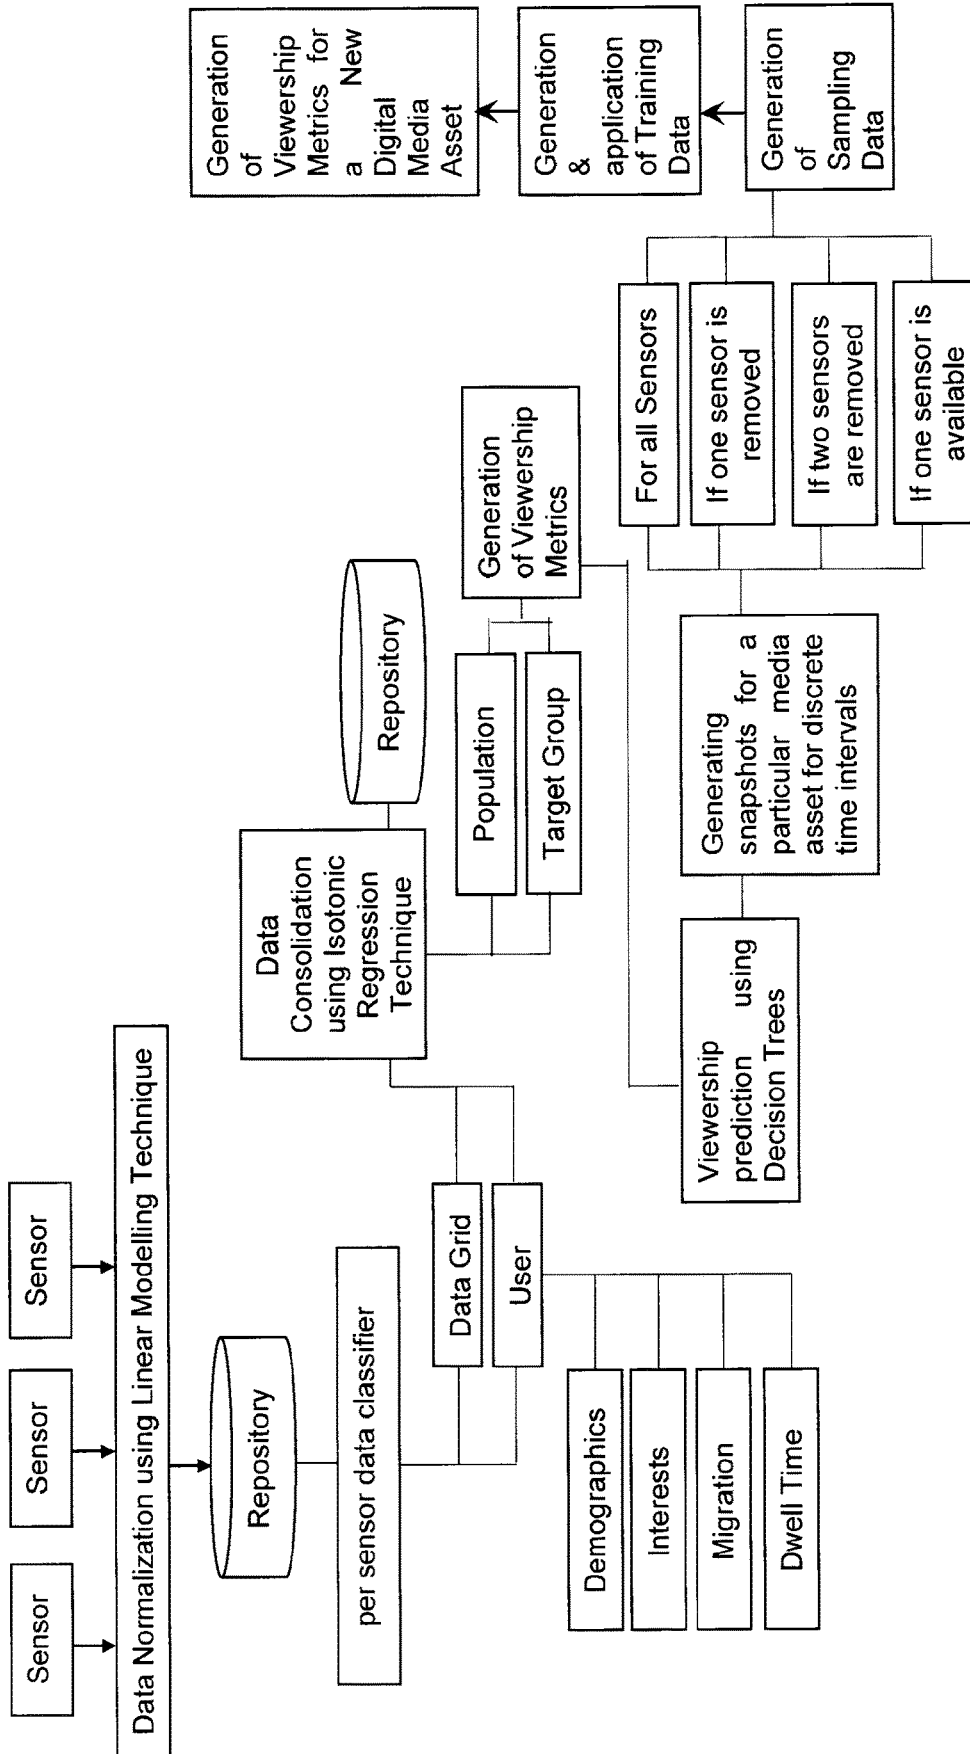 Sensor
Sensor
Sensor
Data Normalization using Linear Modelling Technique
Repository
per sensor data classifier
Data Grid
User
Demographics
Interests
Migration
Dwell Time
Data
Consolidation
using Isotonic
Regression
Technique
Repository
Population
Target Group
Generation
of Viewership
Metrics
Viewership
prediction using
Decision Trees
Generating
snapshots for a
particular media
asset for discrete
time intervals
For all Sensors
If one sensor is
removed
If two sensors
are removed
If one sensor is
available
Generation
of
Sampling
Data
Generation
&
application
of Training
Data
Generation
of
Viewership
Metrics for
a New
Digital
Media
Asset